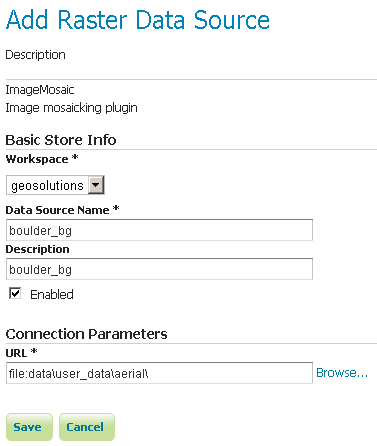 Add Raster Data Source
Description
ImageMosaic
Image mosaicking plugin
Basic Store Info
Workspace *
geosolutions
Data Source Name *
boulder_bg
Description
boulder_bg
Enabled
Connection Parameters
URL *
file:data\user_data\aerial\ Browse...
Save Cancel